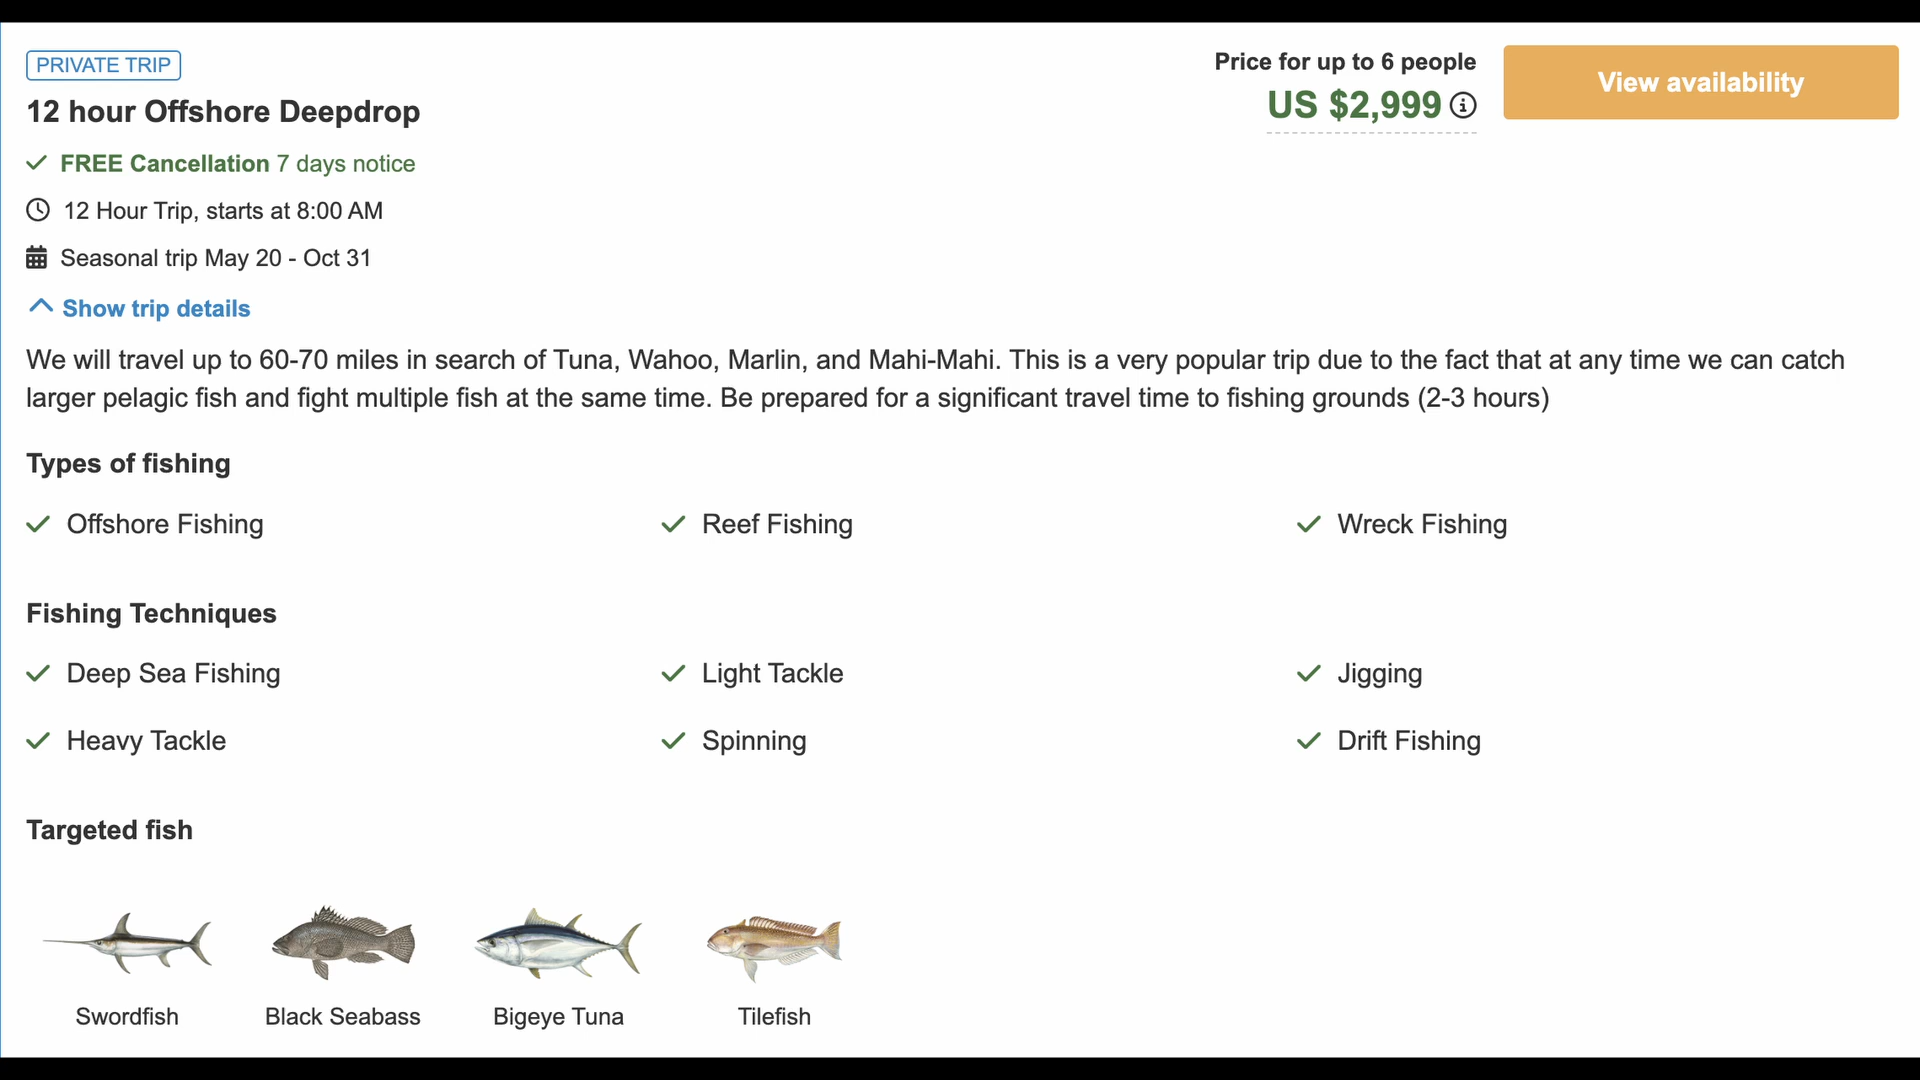 PRIVATE TRIP
12 hour Offshore Deepdrop
Price for up to 6 people
US $2,999
View availability
FREE Cancellation 7 days notice
12 Hour Trip, starts at 8:00 AM
Seasonal trip May 20 - Oct 31
Show trip details
We will travel up to 60-70 miles in search of Tuna, Wahoo, Marlin, and Mahi-Mahi. This is a very popular trip due to the fact that at any time we can catch
larger pelagic fish and fight multiple fish at the same time. Be prepared for a significant travel time to fishing grounds (2-3 hours)
Types of fishing
Offshore Fishing Reef Fishing Wreck Fishing
Fishing Techniques
Deep Sea Fishing Light Tackle Jigging
Heavy Tackle Spinning Drift Fishing
Targeted fish
Swordfish Black Seabass Bigeye Tuna Tilefish